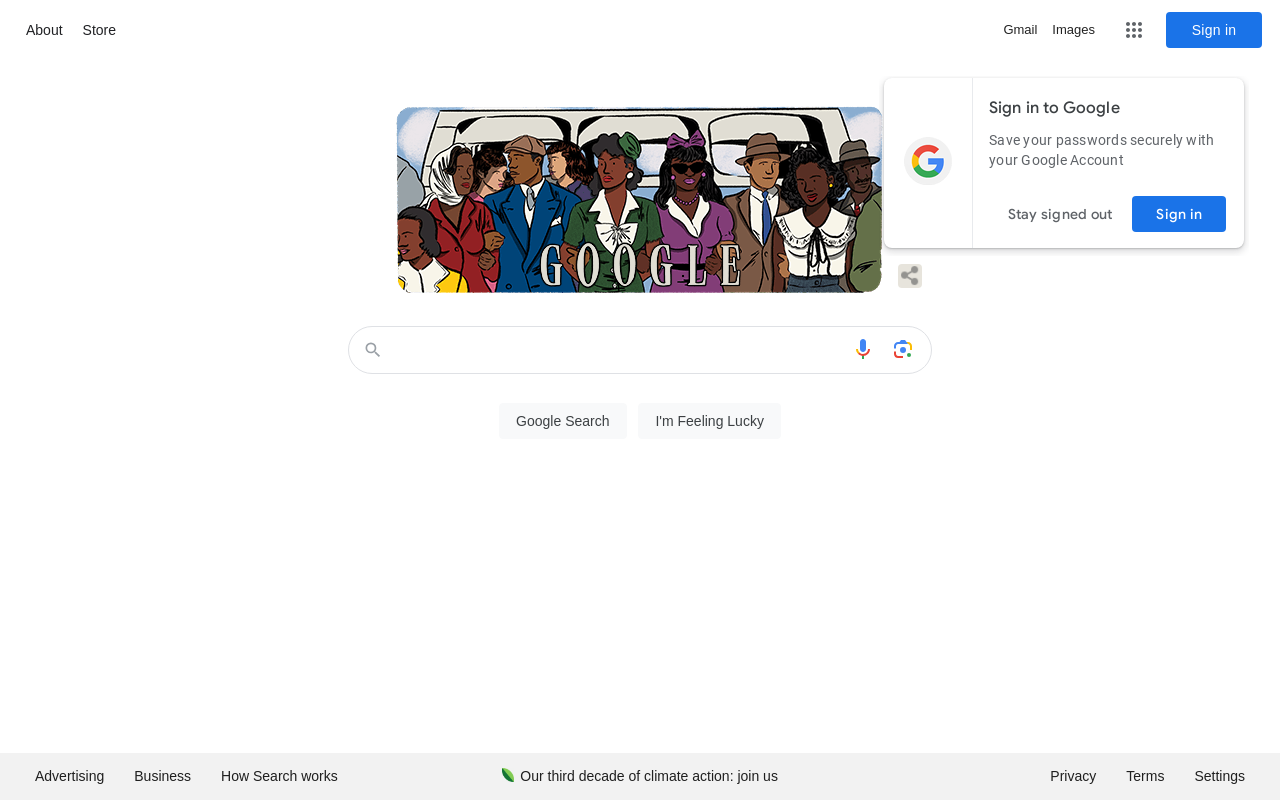 About
Store
Gmail
Images
Sign in
Sign in to Google
Save your passwords securely with
your Google Account
Stay signed out
Sign in
GOOGLE
Google Search
I'm Feeling Lucky
Advertising
Business
How Search works
Our third decade of climate action: join us
Privacy
Terms
Settings